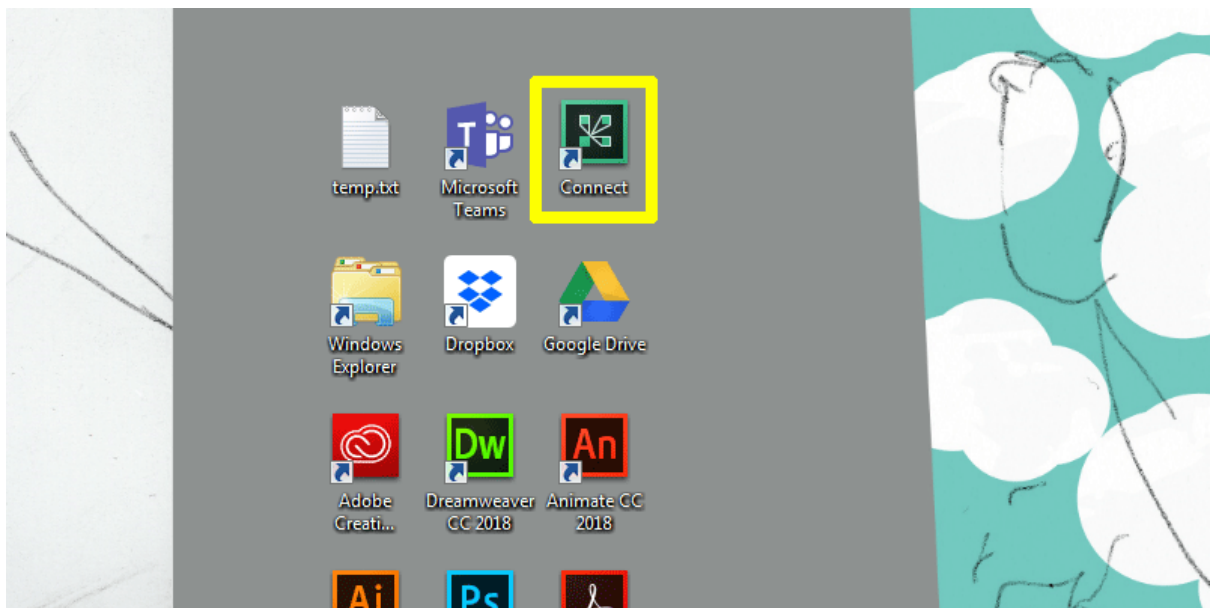 temp.txt
T
Microsoft
Teams
Connect
Windows
Explorer
Dropbox
Google Drive
Dw
An
Adobe
Creati...
Dreamweaver
CC 2018
Animate CC
2018
Ai
Ps